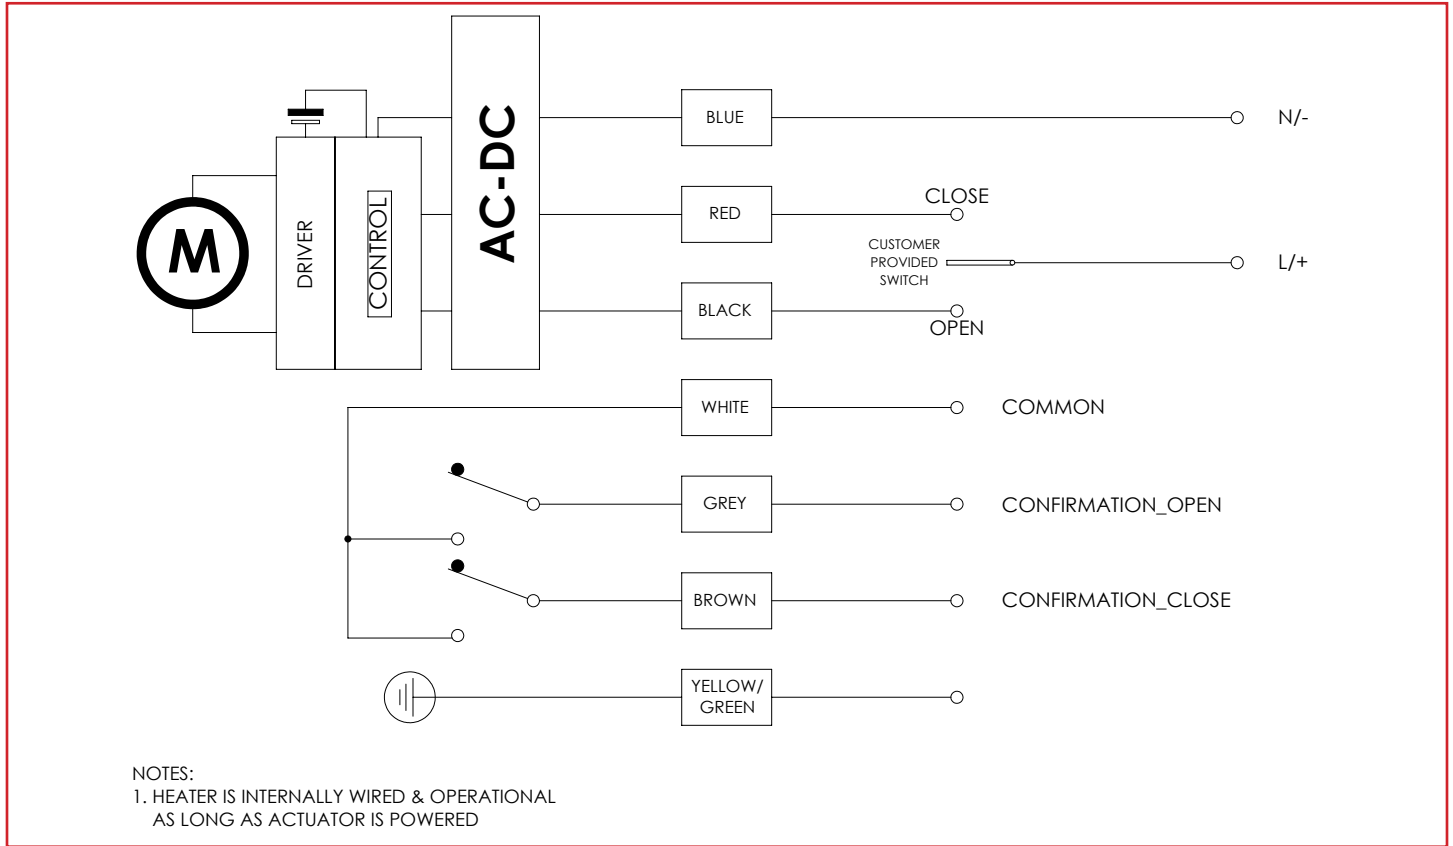 BLUE
N/-
AC-DC
CLOSE
RED
M
DRIVER
CONTROL
CUSTOMER
PROVIDED
SWITCH
L/+
BLACK
OPEN
WHITE
COMMON
GREY
CONFIRMATION_OPEN
BROWN
CONFIRMATION_CLOSE
YELLOW/
GREEN
NOTES:
1. HEATER IS INTERNALLY WIRED & OPERATIONAL
AS LONG AS ACTUATOR IS POWERED